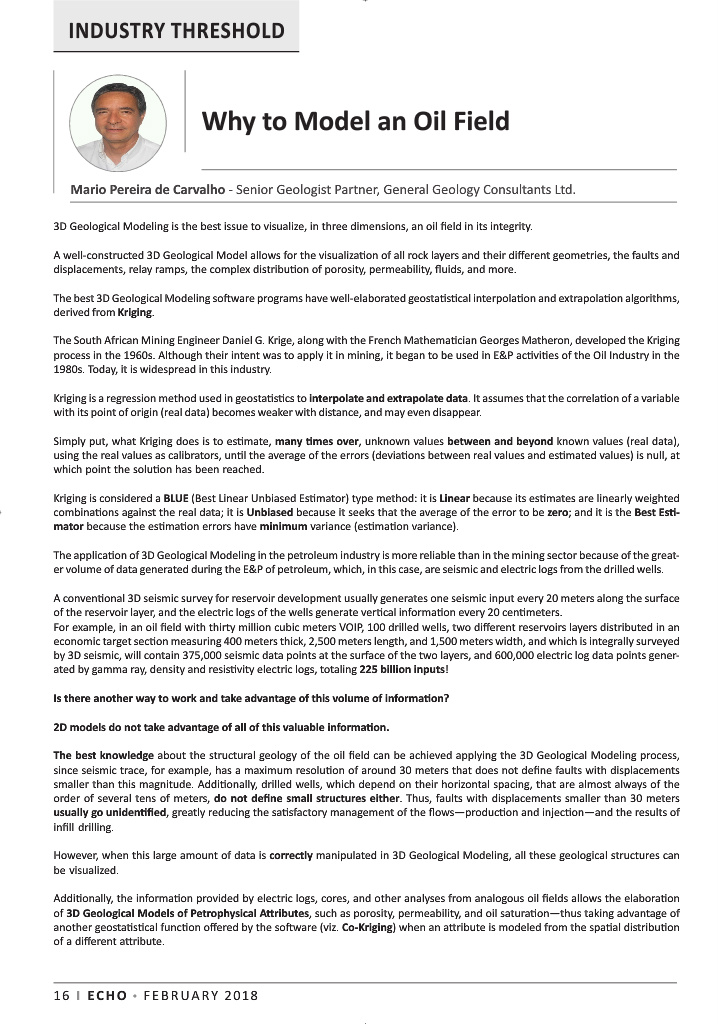 INDUSTRY THRESHOLD
Why to Model an Oil Field
Mario Pereira de Carvalho - Senior Geologist Partner, General Geology Consultants Ltd.
3D Geological Modeling is the best issue to visualize, in three dimensions, an oil field in its integrity.
A well-constructed 3D Geological Model allows for the visualization of all rock layers and their different geometries, the faults and
displacements, relay ramps, the complex distribution of porosity, permeability, fluids, and more.
The best 3D Geological Modeling software programs have well-elaborated geostatistical interpolation and extrapolation algorithms,
derived from Kriging.
The South African Mining Engineer Daniel G. Krige, along with the French Mathematician Georges Matheron, developed the Kriging
process in the 1960s. Although their intent was to apply it in mining, it began to be used in E&P activities of the Oil Industry in the
1980s. Today, it is widespread in this industry.
Kriging is a regression method used in geostatistics to interpolate and extrapolate data. It assumes that the correlation of a variable
with its point of origin (real data) becomes weaker with distance, and may even disappear.
Simply put, what Kriging does is to estimate, many times over, unknown values between and beyond known values (real data),
using the real values as calibrators, until the average of the errors (deviations between real values and estimated values) is null, at
which point the solution has been reached.
Kriging is considered a BLUE (Best Linear Unbiased Estimator) type method: it is Linear because its estimates are linearly weighted
combinations against the real data; it is Unbiased because it seeks that the average of the error to be zero; and it is the Best Esti-
mator because the estimation errors have minimum variance (estimation variance).
The application of 3D Geological Modeling in the petroleum industry is more reliable than in the mining sector because of the great-
er volume of data generated during the E&P of petroleum, which, in this case, are seismic and electric logs from the drilled wells.
A conventional 3D seismic survey for reservoir development usually generates one seismic input every 20 meters along the surface
of the reservoir layer, and the electric logs of the wells generate vertical information every 20 centimeters.
For example, in an oil field with thirty million cubic meters VOIP, 100 drilled wells, two different reservoirs layers distributed in an
economic target section measuring 400 meters thick, 2,500 meters length, and 1,500 meters width, and which is integrally surveyed
by 3D seismic, will contain 375,000 seismic data points at the surface of the two layers, and 600,000 electric log data points gener-
ated by gamma ray, density and resistivity electric logs, totaling 225 billion inputs!
Is there another way to work and take advantage of this volume of information?
2D models do not take advantage of all of this valuable information.
The best knowledge about the structural geology of the oil field can be achieved applying the 3D Geological Modeling process,
since seismic trace, for example, has a maximum resolution of around 30 meters that does not define faults with displacements
smaller than this magnitude. Additionally, drilled wells, which depend on their horizontal spacing, that are almost always of the
order of several tens of meters, do not define small structures either. Thus, faults with displacements smaller than 30 meters
usually go unidentified, greatly reducing the satisfactory management of the flows—production and injection—and the results of
infill drilling.
However, when this large amount of data is correctly manipulated in 3D Geological Modeling, all these geological structures can
be visualized.
Additionally, the information provided by electric logs, cores, and other analyses from analogous oil fields allows the elaboration
of 3D Geological Models of Petrophysical Attributes, such as porosity, permeability, and oil saturation—thus taking advantage of
another geostatistical function offered by the software (viz. Co-Kriging) when an attribute is modeled from the spatial distribution
of a different attribute.
16 I ECHO • FEBRUARY 2018